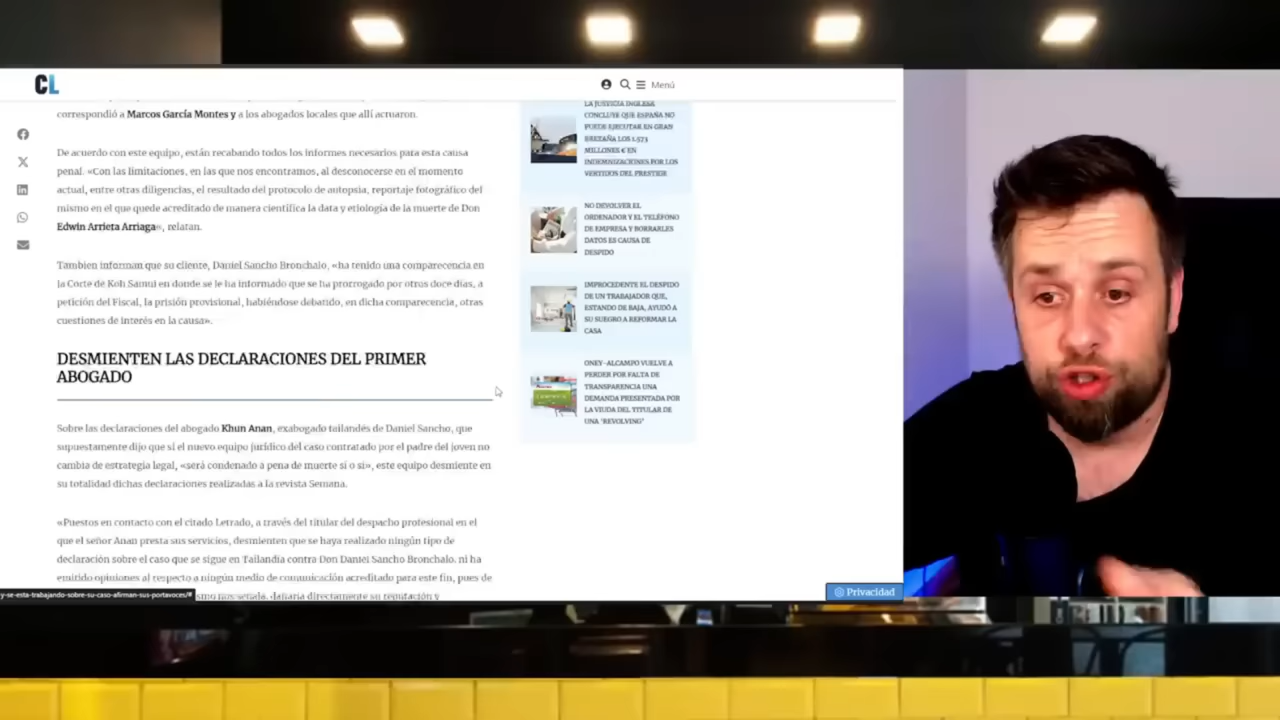 CL
Menú
correspondió a Marcos García Montes y a los abogados locales que allí actuaron.
De acuerdo con este equipo, están recabando todos los informes necesarios para esta causa
penal. «Con las limitaciones, en las que nos encontramos, al desconocerse en el momento
actual, entre otras diligencias, el resultado del protocolo de autopsia, reportaje fotográfico del
mismo en el que quede acreditado de manera científica la data y etiología de la muerte de Don
Edwin Arrieta Arriaga«, relatan.
También informan que su cliente, Daniel Sancho Bronchalo, «ha tenido una comparecencia en
la Corte de Koh Samui en donde se le ha informado que se ha prorrogado por otros doce días, a
petición del Fiscal, la prisión provisional, habiéndose debatido, en dicha comparecencia, otras
cuestiones de interés en la causa».
DESMIENTEN LAS DECLARACIONES DEL PRIMER
ABOGADO
Sobre las declaraciones del abogado Khun Anan, exabogado tailandés de Daniel Sancho, que
supuestamente dijo que si el nuevo equipo jurídico del caso contratado por el padre del joven no
cambia de estrategia legal, «será condenado a pena de muerte sí o sí», este equipo desmiente en
su totalidad dichas declaraciones realizadas a la revista Semana.
«Puestos en contacto con el citado Letrado, a través del titular del despacho profesional en el
que el señor Anan presta sus servicios, desmienten que se haya realizado ningún tipo de
declaración sobre el caso que se sigue en Tailandia contra Don Daniel Sancho Bronchalo, ni ha
emitido opiniones al respecto a ningún medio de comunicación acreditado para este fin, pues de
smo nos señala, dañaría directamente su reputación y
y-se-esta-trabajando-sobre-su-caso-afirman-sus-portavoces/#
LA JUSTICIA INGLESA
CONCLUYE QUE ESPAÑA NO
PUEDE EJECUTAR EN GRAN
BRETAÑA LOS 1.573
MILLONES € EN
INDEMNIZACIONES POR LOS
VERTIDOS DEL PRESTIGE
NO DEVOLVER EL
ORDENADOR Y EL TELÉFONO
DE EMPRESA Y BORRARLES
DATOS ES CAUSA DE
DESPIDO
IMPROCEDENTE EL DESPIDO
DE UN TRABAJADOR QUE,
ESTANDO DE BAJA, AYUDÓ A
SU SUEGRO A REFORMAR LA
CASA
ONEY-ALCAMPO VUELVE A
PERDER POR FALTA DE
TRANSPARENCIA UNA
DEMANDA PRESENTADA POR
LA VIUDA DEL TITULAR DE
UNA "REVOLVING"
Privacidad